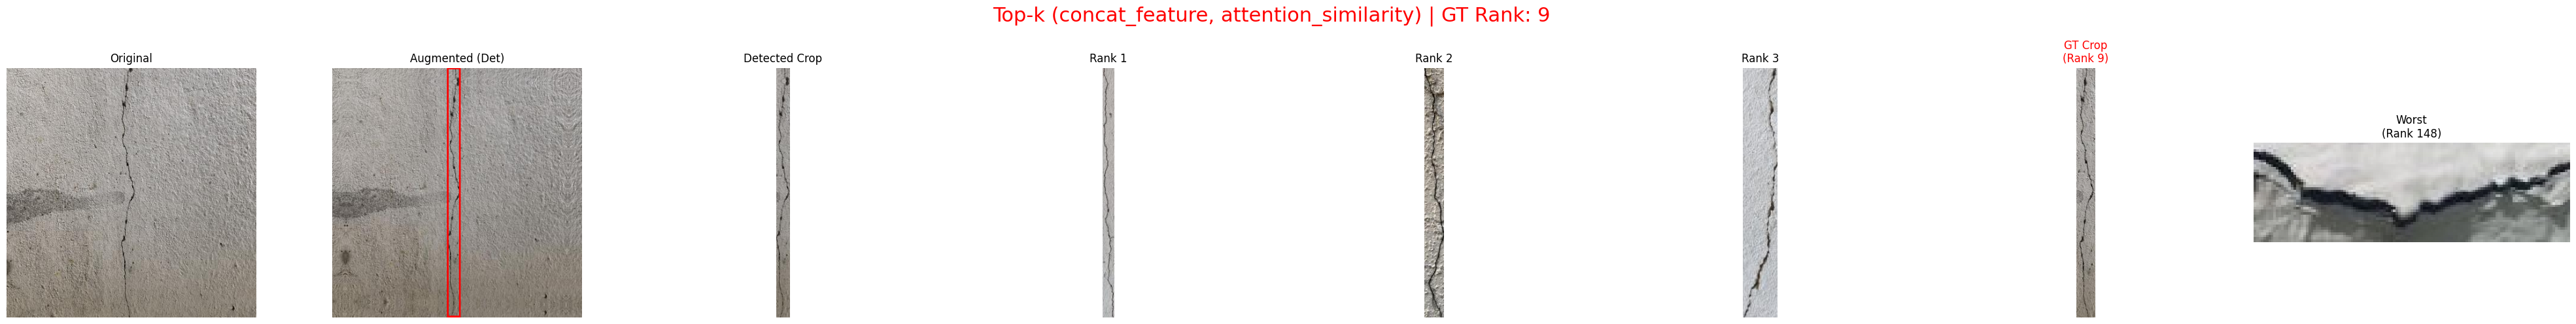 Top-k (concat_feature, attention_similarity) | GT Rank: 9
Original
Augmented (Det)
Detected Crop
Rank 1
Rank 2
Rank 3
GT Crop
(Rank 9)
Worst
(Rank 148)